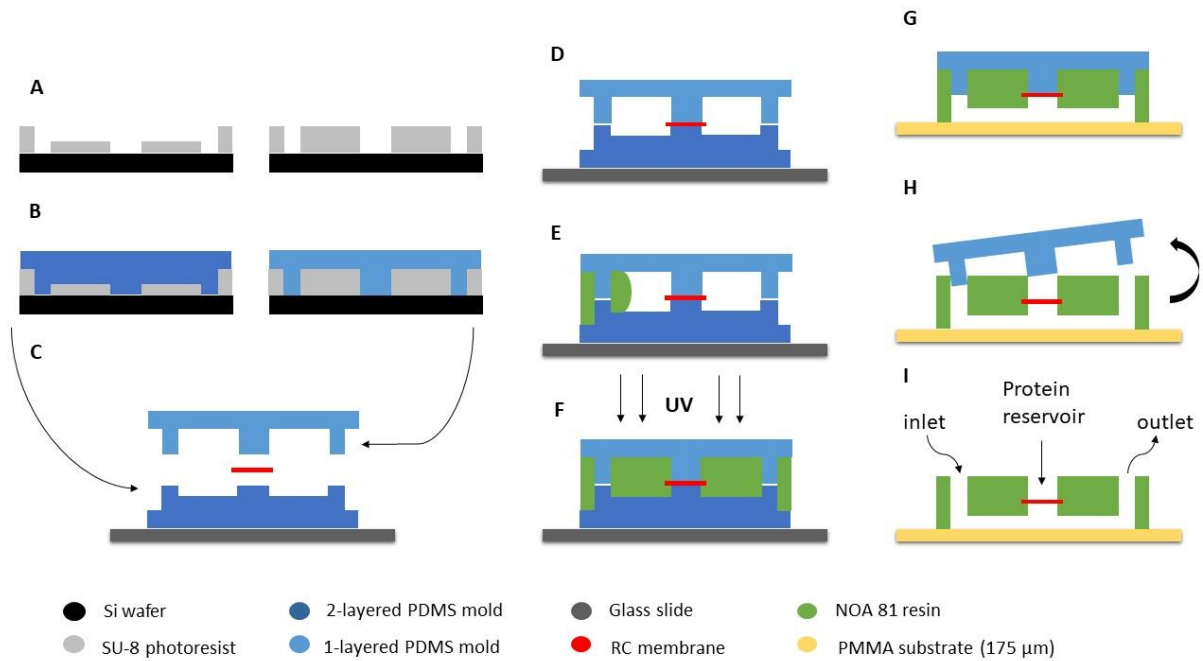 A
B
C
D
E
UV
F
G
H
I
Protein
reservoir
inlet
outlet
Si wafer
2-layered PDMS mold
Glass slide
NOA 81 resin
SU-8 photoresist
1-layered PDMS mold
RC membrane
PMMA substrate (175 µm)